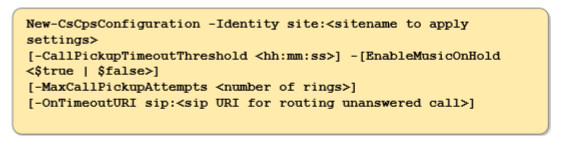 New-CsCpsConfiguration -Identity site:<sitename to apply
settings>
[-CallPickupTimeoutThreshold <hh:mm:ss>] -[EnableMusicOnHold
<$true | $false>]
[-MaxCallPickupAttempts <number of rings>]
[-OnTimeoutURI sip:<sip URI for routing unanswered call>]